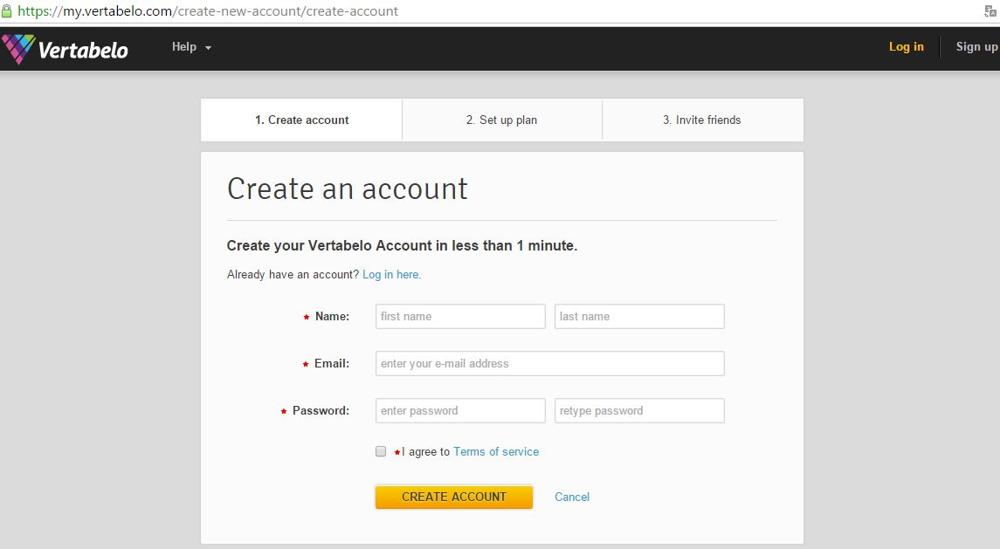 https://my.vertabelo.com/create-new-account/create-account
Vertabelo Help Log in Sign up
1. Create account 2. Set up plan 3. Invite friends
Create an account
Create your Vertabelo Account in less than 1 minute.
Already have an account? Log in here.
* Name: first name last name
* Email: enter your e-mail address
* Password: enter password retype password
* I agree to Terms of service
CREATE ACCOUNT Cancel